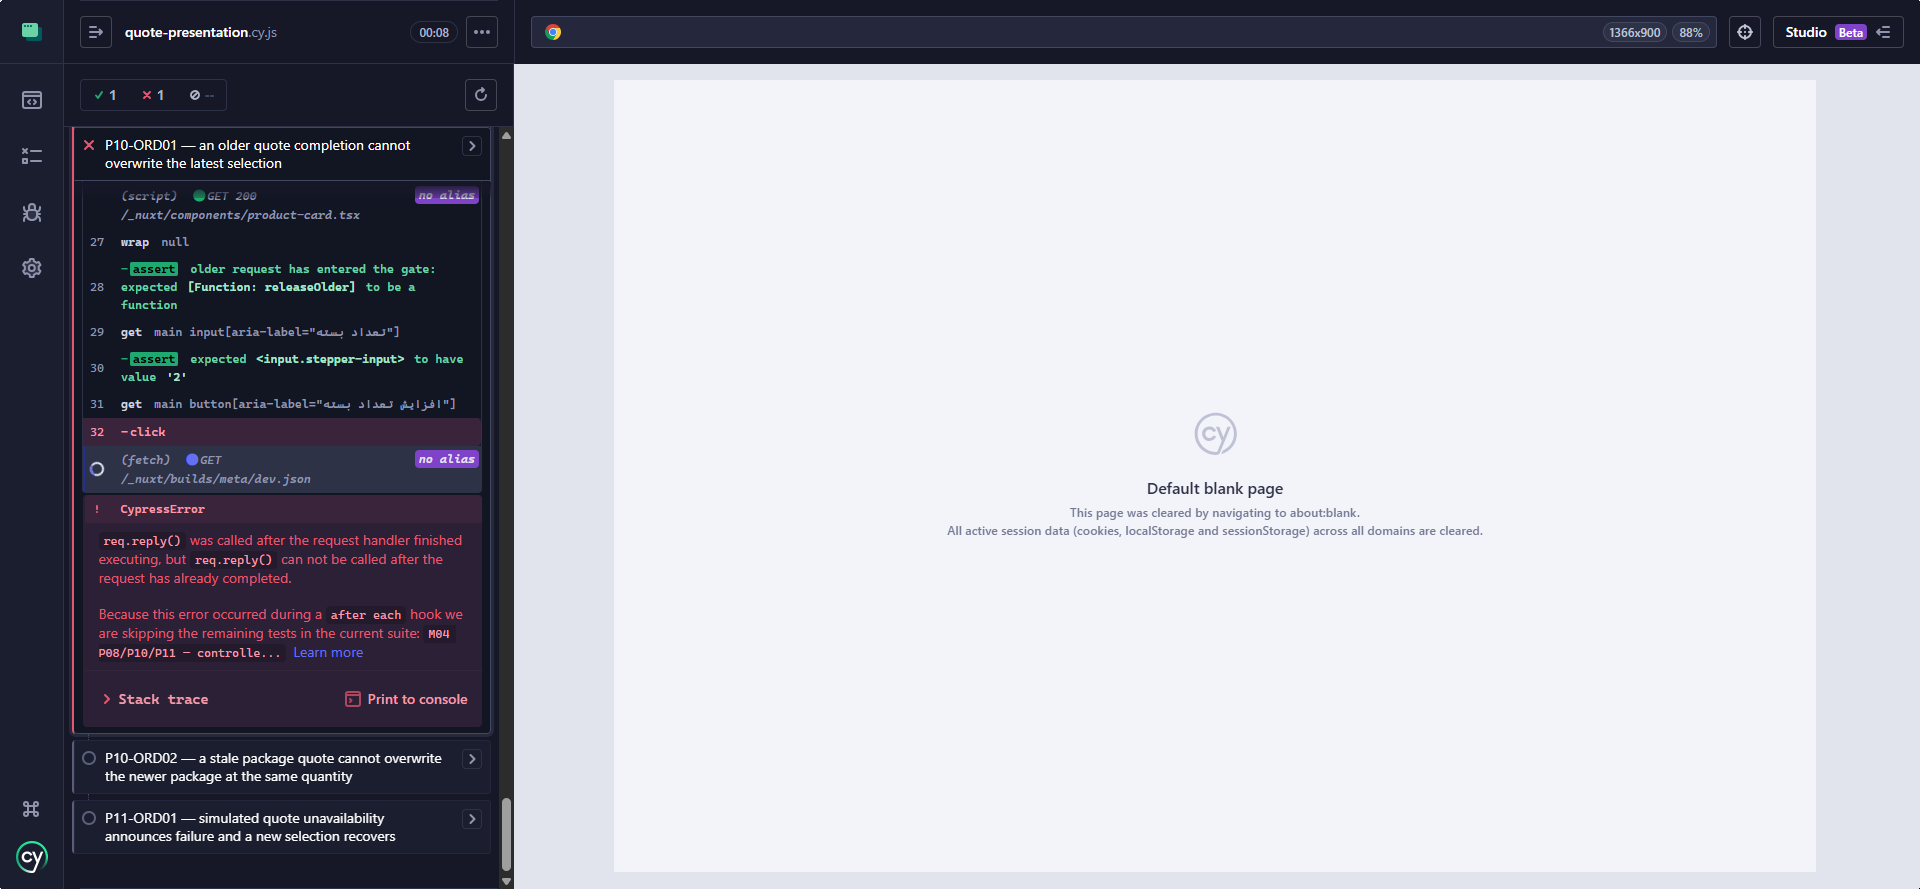 quote-presentation.cy.js
00:08
1366x900
88%
Studio Beta
1 1 --
P10-ORD01 — an older quote completion cannot
overwrite the latest selection
(script) GET 200 no alias
/_nuxt/components/product-card.tsx
27 wrap null
-assert older request has entered the gate:
28 expected [Function: releaseOlder] to be a
function
29 get main input[aria-label="تعداد بسته"]
-assert expected <input.stepper-input> to have
30 value '2'
31 get main button[aria-label="افزایش تعداد بسته"]
32 -click
(fetch) GET no alias
/_nuxt/builds/meta/dev.json
! CypressError
req.reply() was called after the request handler finished
executing, but req.reply() can not be called after the
request has already completed.
Because this error occurred during a after each hook we
are skipping the remaining tests in the current suite: M04
P08/P10/P11 — controlle... Learn more
Stack trace
Print to console
P10-ORD02 — a stale package quote cannot overwrite
the newer package at the same quantity
P11-ORD01 — simulated quote unavailability
announces failure and a new selection recovers
cy
cy
Default blank page
This page was cleared by navigating to about:blank.
All active session data (cookies, localStorage and sessionStorage) across all domains are cleared.